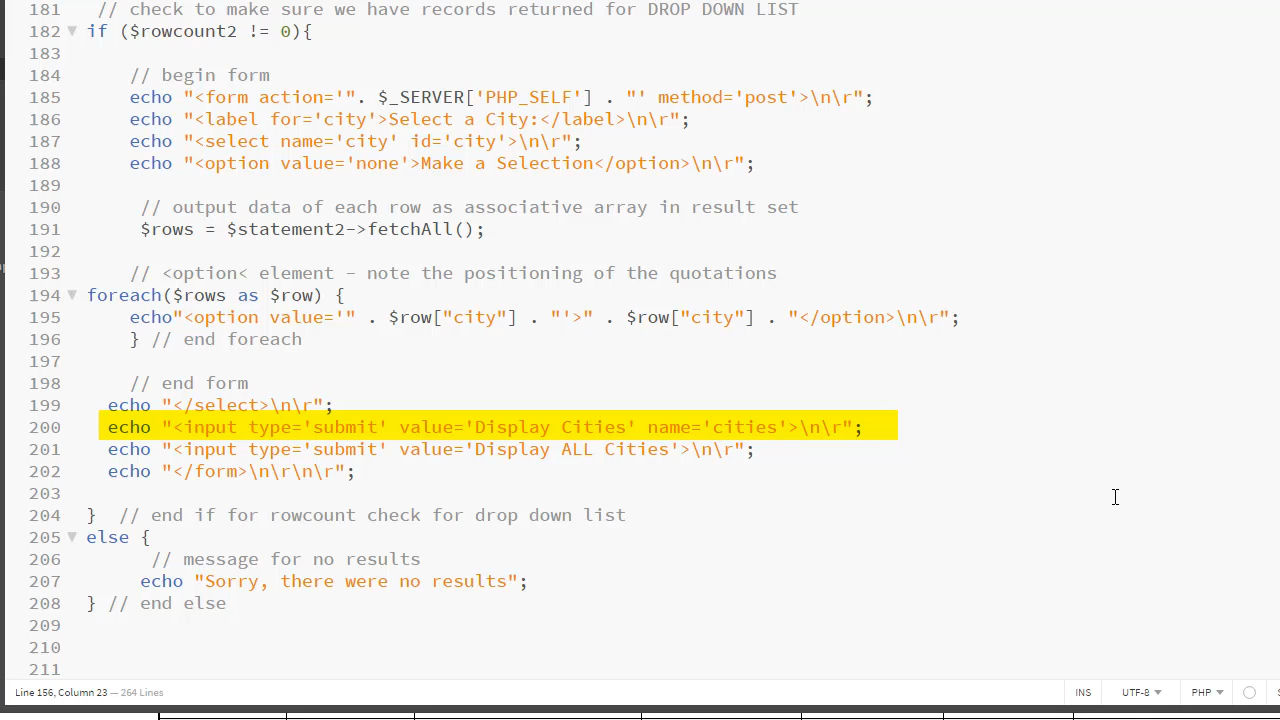 181 // check to make sure we have records returned for DROP DOWN LIST
182 if ($rowcount2 != 0){
183
184 // begin form
185 echo "<form action='". $_SERVER['PHP_SELF'] . "' method='post'>\n\r";
186 echo "<label for='city'>Select a City:</label>\n\r";
187 echo "<select name='city' id='city'>\n\r";
188 echo "<option value='none'>Make a Selection</option>\n\r";
189
190 // output data of each row as associative array in result set
191 $rows = $statement2->fetchAll();
192
193 // <option< element - note the positioning of the quotations
194 foreach($rows as $row) {
195 echo"<option value='" . $row["city"] . "'>" . $row["city"] . "</option>\n\r";
196 } // end foreach
197
198 // end form
199 echo "</select>\n\r";
200 echo "<input type='submit' value='Display Cities' name='cities'>\n\r";
201 echo "<input type='submit' value='Display ALL Cities'>\n\r";
202 echo "</form>\n\r\n\r";
203
204 } // end if for rowcount check for drop down list
205 else {
206 // message for no results
207 echo "Sorry, there were no results";
208 } // end else
209
210
211
Line 156, Column 23 — 264 Lines
INS UTF-8 PHP